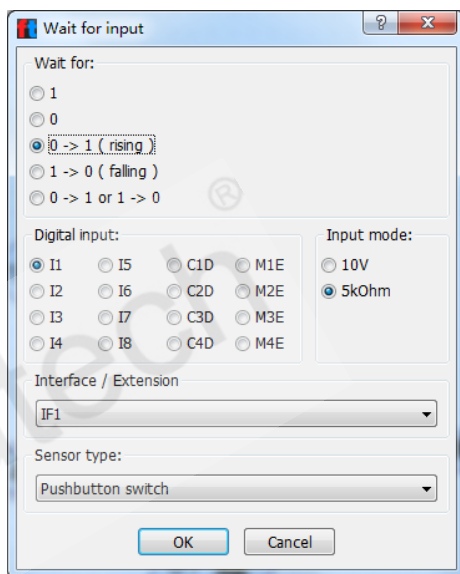 Wait for input
Wait for:
1
0
0 -> 1 ( rising )
1 -> 0 ( falling )
0 -> 1 or 1 -> 0
®
Digital input:
I1 I5 C1D M1E
I2 I6 C2D M2E
I3 I7 C3D M3E
I4 I8 C4D M4E
Input mode:
10V
5kOhm
tech
Interface / Extension
IF1
Sensor type:
Pushbutton switch
OK Cancel